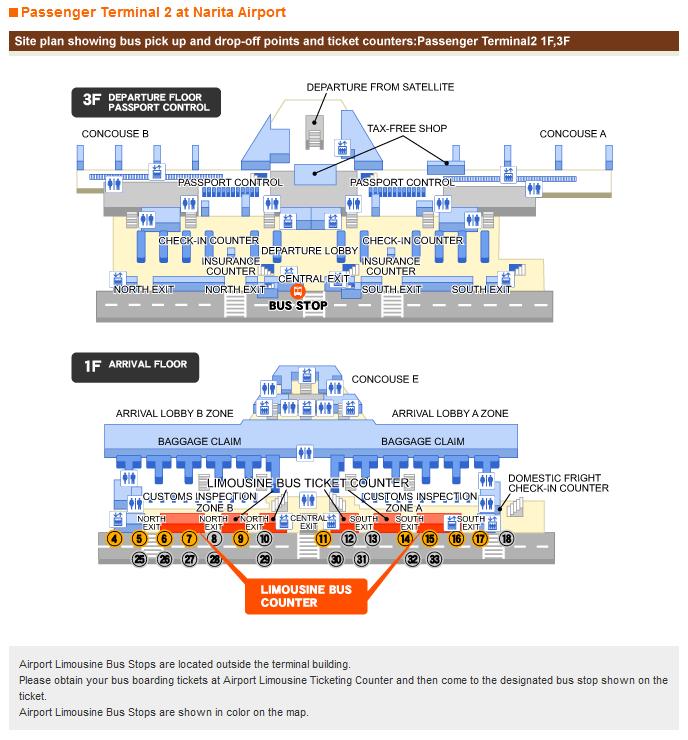 Passenger Terminal 2 at Narita Airport
Site plan showing bus pick up and drop-off points and ticket counters:Passenger Terminal2 1F,3F
3F DEPARTURE FLOOR
PASSPORT CONTROL
DEPARTURE FROM SATELLITE
TAX-FREE SHOP
CONCOUSE B
CONCOUSE A
PASSPORT CONTROL
PASSPORT CONTROL
CHECK-IN COUNTER
CHECK-IN COUNTER
DEPARTURE LOBBY
INSURANCE
COUNTER
INSURANCE
COUNTER
CENTRAL EXIT
NORTH EXIT
NORTH EXIT
SOUTH EXIT
SOUTH EXIT
BUS STOP
1F ARRIVAL FLOOR
CONCOUSE E
ARRIVAL LOBBY B ZONE
ARRIVAL LOBBY A ZONE
BAGGAGE CLAIM
BAGGAGE CLAIM
LIMOUSINE BUS TICKET COUNTER
DOMESTIC FRIGHT
CHECK-IN COUNTER
CUSTOMS INSPECTION
CUSTOMS INSPECTION
ZONE B
ZONE A
NORTH
EXIT
NORTH
EXIT
NORTH
EXIT
CENTRAL
EXIT
SOUTH
EXIT
SOUTH
EXIT
SOUTH
EXIT
4 5 6 7 8 9 10 11 12 13 14 15 16 17 18
25 26 27 28 29 30 31 32 33
LIMOUSINE BUS
COUNTER
Airport Limousine Bus Stops are located outside the terminal building.
Please obtain your bus boarding tickets at Airport Limousine Ticketing Counter and then come to the designated bus stop shown on the
ticket.
Airport Limousine Bus Stops are shown in color on the map.